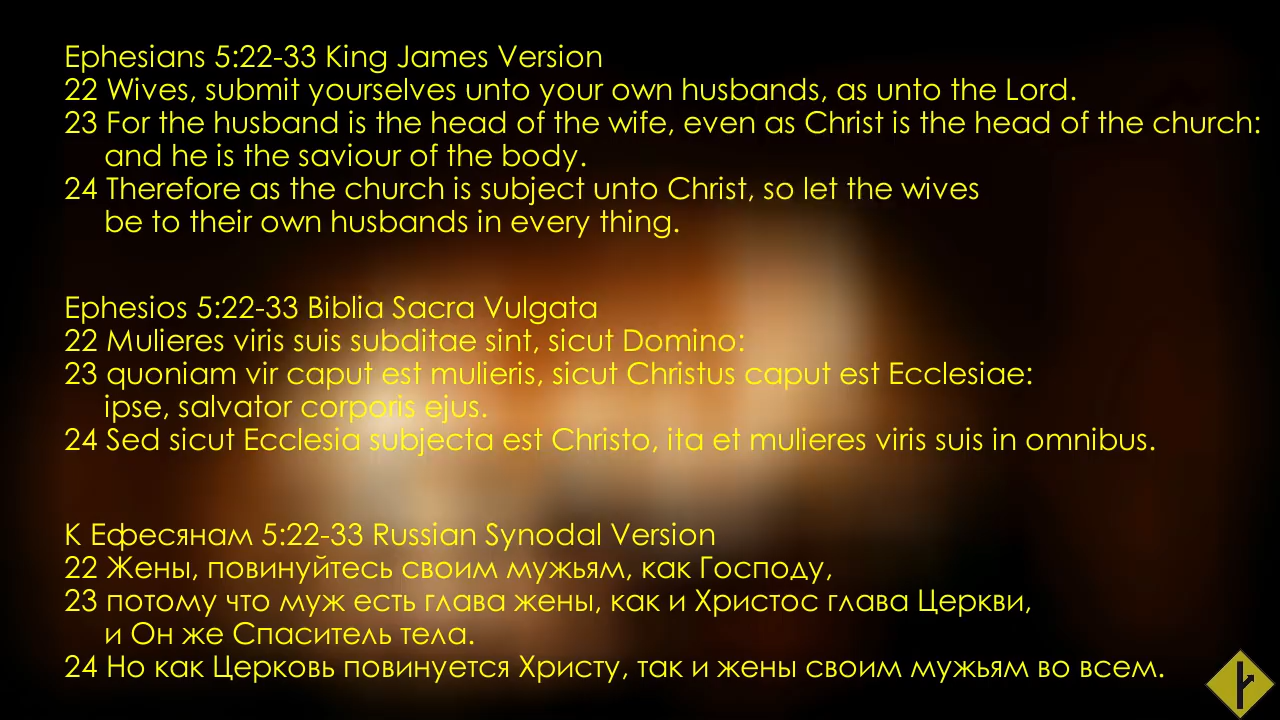 Ephesians 5:22-33 King James Version
22 Wives, submit yourselves unto your own husbands, as unto the Lord.
23 For the husband is the head of the wife, even as Christ is the head of the church:
and he is the saviour of the body.
24 Therefore as the church is subject unto Christ, so let the wives
be to their own husbands in every thing.
Ephesios 5:22-33 Biblia Sacra Vulgata
22 Mulieres viris suis subditae sint, sicut Domino:
23 quoniam vir caput est mulieris, sicut Christus caput est Ecclesiae:
ipse, salvator corporis ejus.
24 Sed sicut Ecclesia subjecta est Christo, ita et mulieres viris suis in omnibus.
К Ефесянам 5:22-33 Russian Synodal Version
22 Жены, повинуйтесь своим мужьям, как Господу,
23 потому что муж есть глава жены, как и Христос глава Церкви,
и Он же Спаситель тела.
24 Но как Церковь повинуется Христу, так и жены своим мужьям во всем.